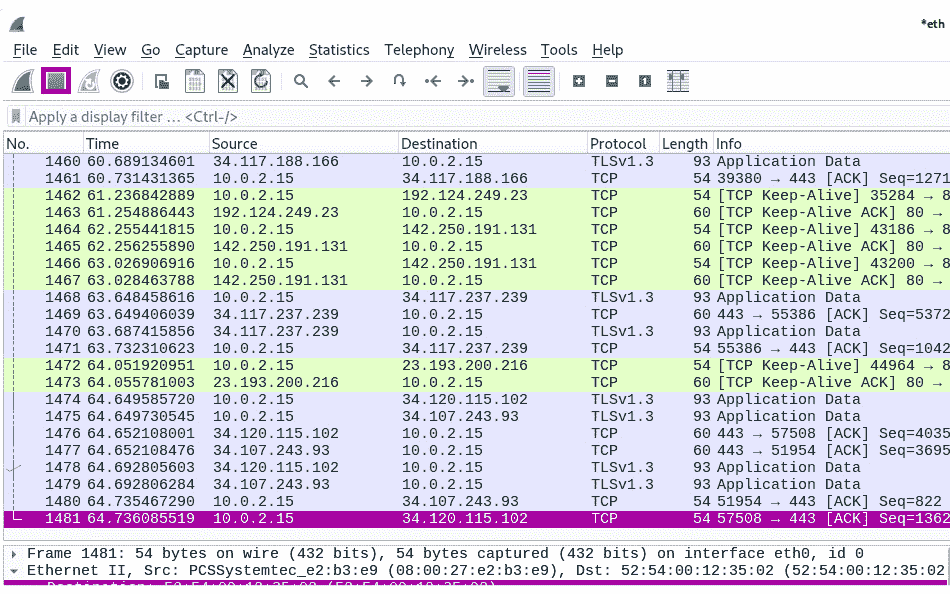 *eth
File Edit View Go Capture Analyze Statistics Telephony Wireless Tools Help
Apply a display filter … <Ctrl-/>
No. Time Source Destination Protocol Length Info
1460 60.689134601 34.117.188.166 10.0.2.15 TLSv1.3 93 Application Data
1461 60.731431365 10.0.2.15 34.117.188.166 TCP 54 39380 → 443 [ACK] Seq=1271
1462 61.236842889 10.0.2.15 192.124.249.23 TCP 54 [TCP Keep-Alive] 35284 → 8
1463 61.254886443 192.124.249.23 10.0.2.15 TCP 60 [TCP Keep-Alive ACK] 80 →
1464 62.255441815 10.0.2.15 142.250.191.131 TCP 54 [TCP Keep-Alive] 43186 → 8
1465 62.256255890 142.250.191.131 10.0.2.15 TCP 60 [TCP Keep-Alive ACK] 80 →
1466 63.026906916 10.0.2.15 142.250.191.131 TCP 54 [TCP Keep-Alive] 43200 → 8
1467 63.028463788 142.250.191.131 10.0.2.15 TCP 60 [TCP Keep-Alive ACK] 80 →
1468 63.648458616 10.0.2.15 34.117.237.239 TLSv1.3 93 Application Data
1469 63.649406039 34.117.237.239 10.0.2.15 TCP 60 443 → 55386 [ACK] Seq=5372
1470 63.687415856 34.117.237.239 10.0.2.15 TLSv1.3 93 Application Data
1471 63.732310623 10.0.2.15 34.117.237.239 TCP 54 55386 → 443 [ACK] Seq=1042
1472 64.051920951 10.0.2.15 23.193.200.216 TCP 54 [TCP Keep-Alive] 44964 → 8
1473 64.055781003 23.193.200.216 10.0.2.15 TCP 60 [TCP Keep-Alive ACK] 80 →
1474 64.649585720 10.0.2.15 34.120.115.102 TLSv1.3 93 Application Data
1475 64.649730545 10.0.2.15 34.107.243.93 TLSv1.3 93 Application Data
1476 64.652108001 34.120.115.102 10.0.2.15 TCP 60 443 → 57508 [ACK] Seq=4035
1477 64.652108476 34.107.243.93 10.0.2.15 TCP 60 443 → 51954 [ACK] Seq=3695
1478 64.692805603 34.120.115.102 10.0.2.15 TLSv1.3 93 Application Data
1479 64.692806284 34.107.243.93 10.0.2.15 TLSv1.3 93 Application Data
1480 64.735467290 10.0.2.15 34.107.243.93 TCP 54 51954 → 443 [ACK] Seq=822
1481 64.736085519 10.0.2.15 34.120.115.102 TCP 54 57508 → 443 [ACK] Seq=1362
Frame 1481: 54 bytes on wire (432 bits), 54 bytes captured (432 bits) on interface eth0, id 0
Ethernet II, Src: PCSSystemtec_e2:b3:e9 (08:00:27:e2:b3:e9), Dst: 52:54:00:12:35:02 (52:54:00:12:35:02